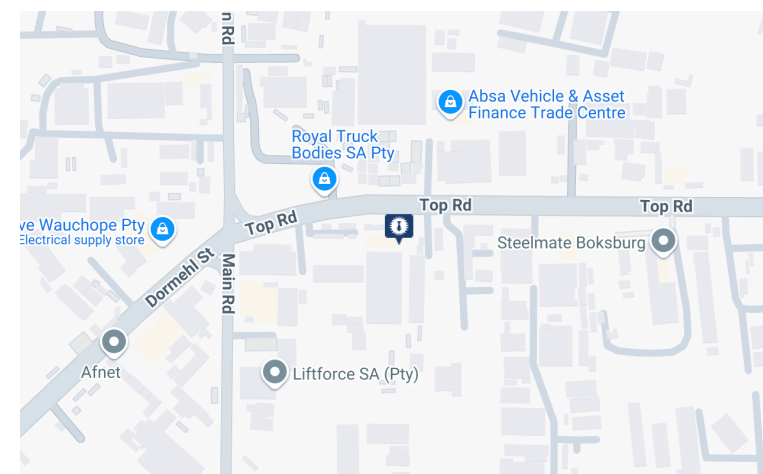 n Rd
Absa Vehicle & Asset
Finance Trade Centre
Royal Truck
Bodies SA Pty
Top Rd
Top Rd
Top Rd
ve Wauchope Pty
Electrical supply store
Steelmate Boksburg
Dormehl St
Main Rd
Afnet
Liftforce SA (Pty)